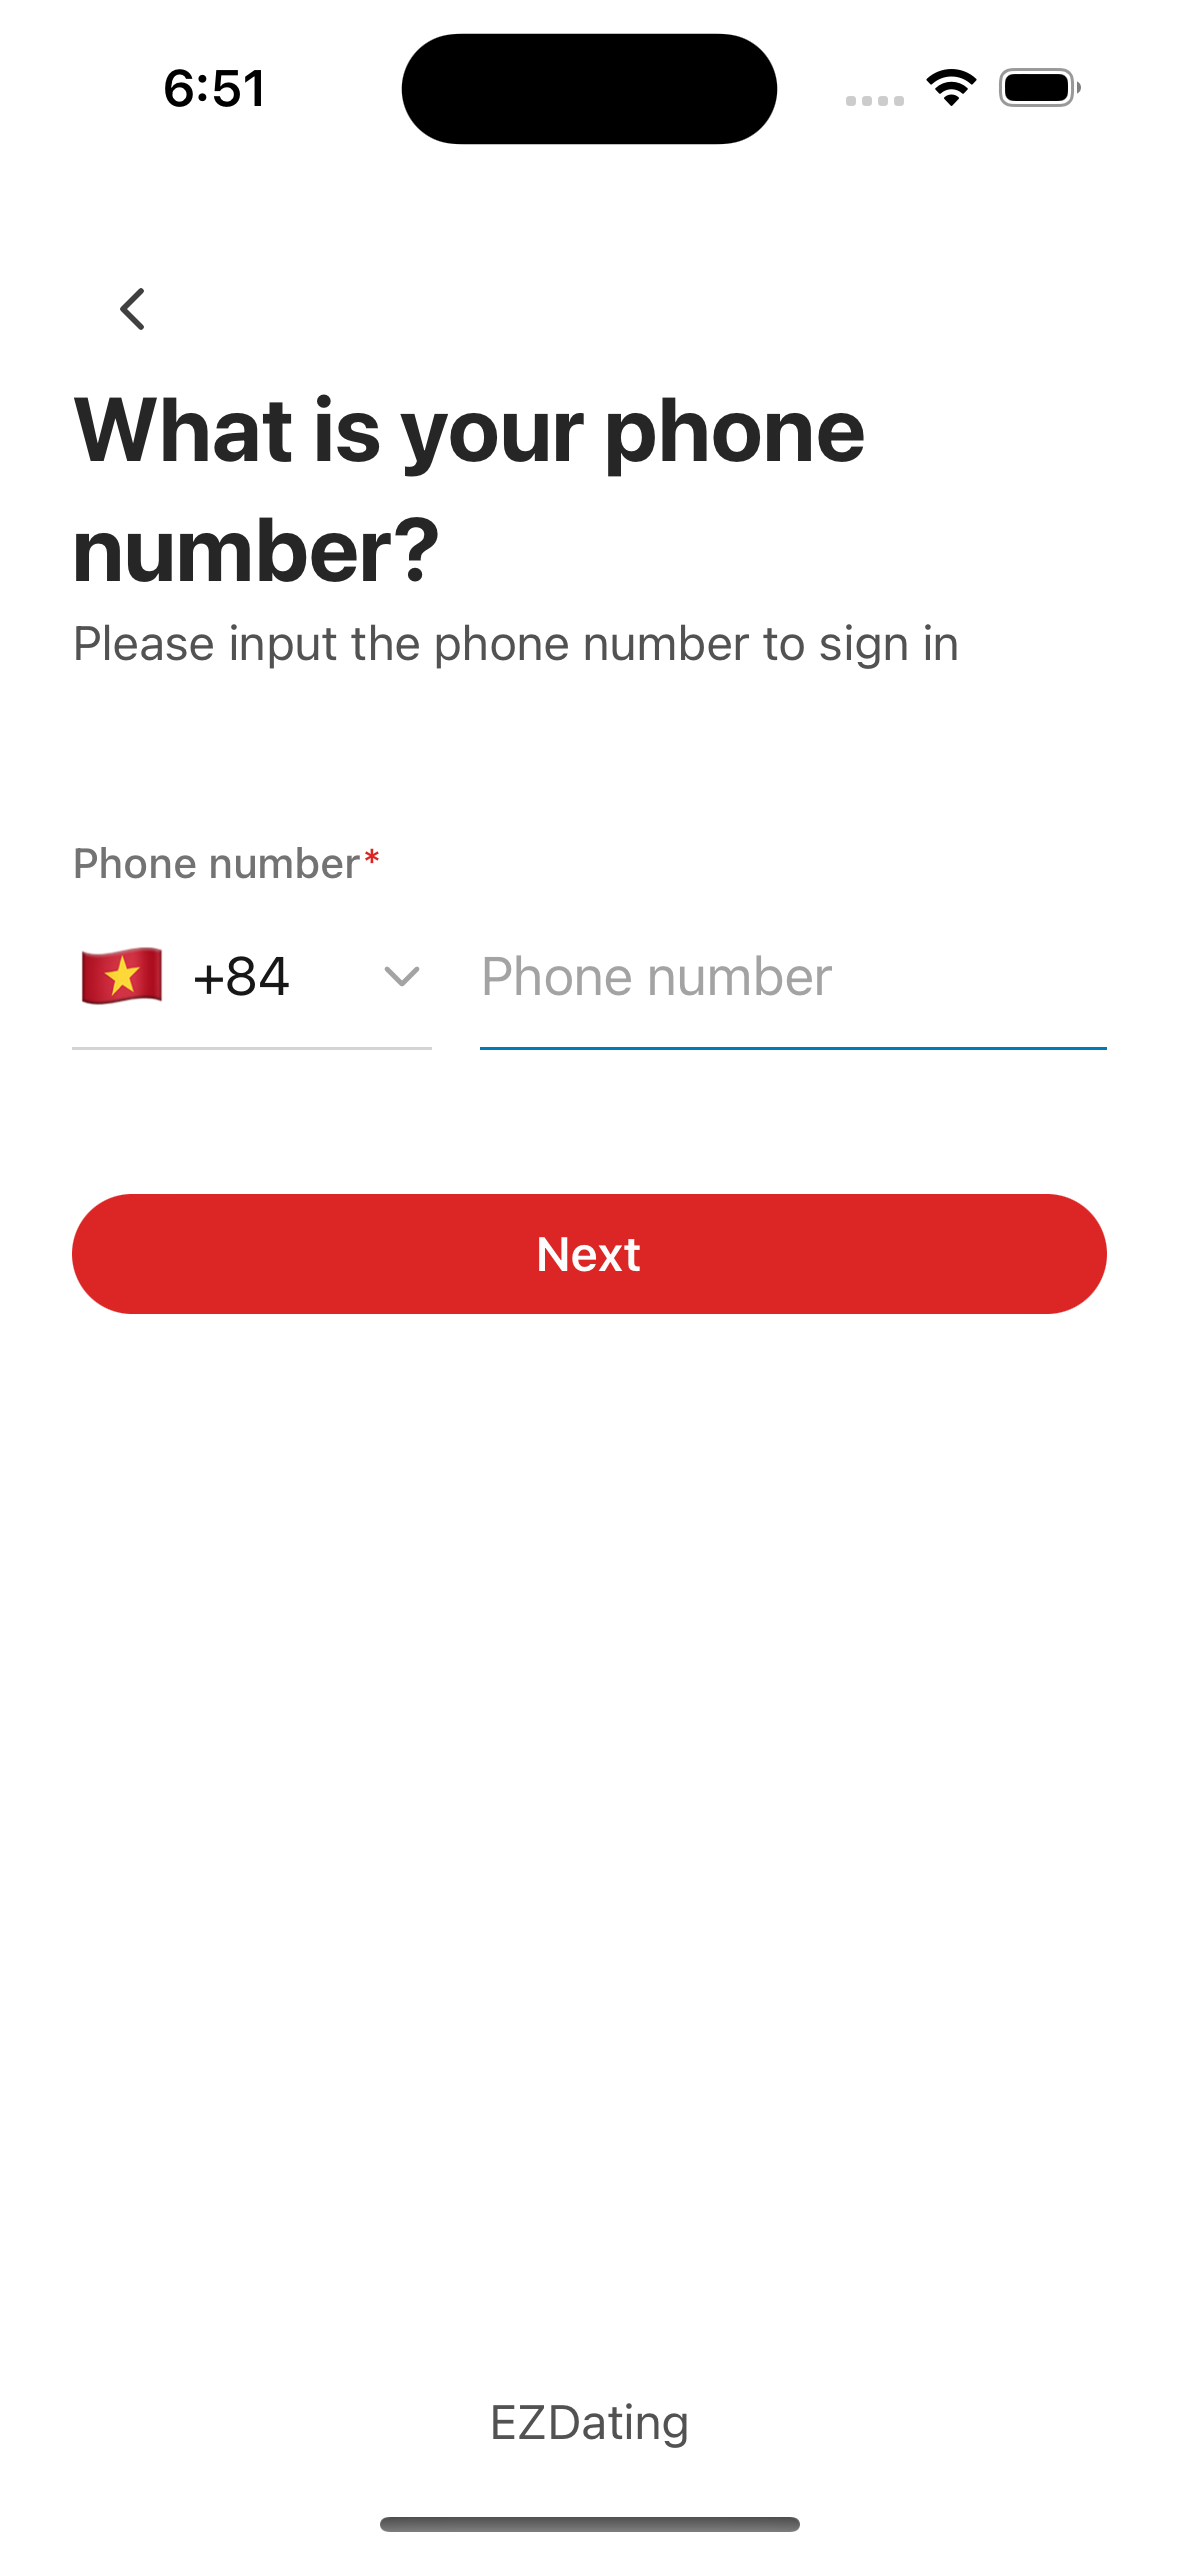 6:51
What is your phone
number?
Please input the phone number to sign in
Phone number*
+84 Phone number
Next
EZDating